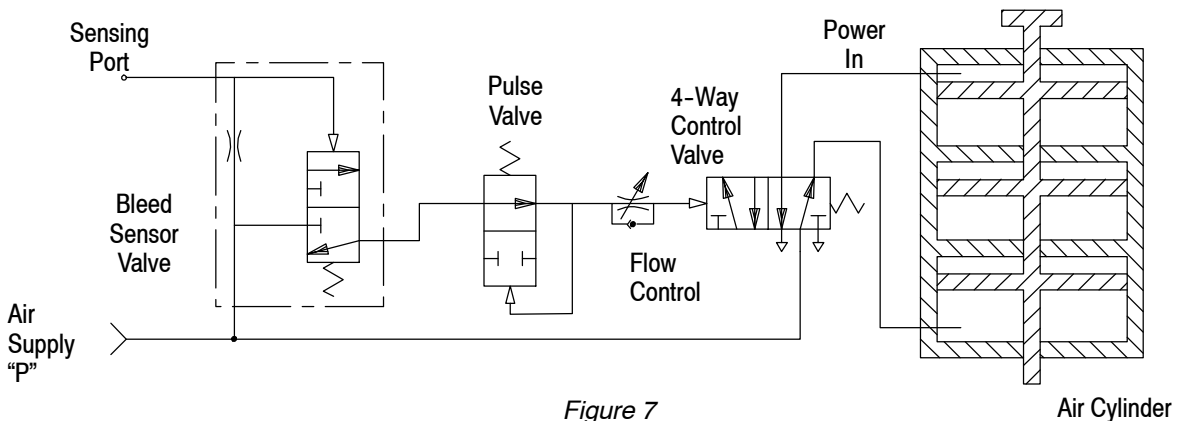 Sensing
Port
Bleed
Sensor
Valve
Air
Supply
“P”
Pulse
Valve
Flow
Control
4-Way
Control
Valve
Power
In
Air Cylinder
Figure 7